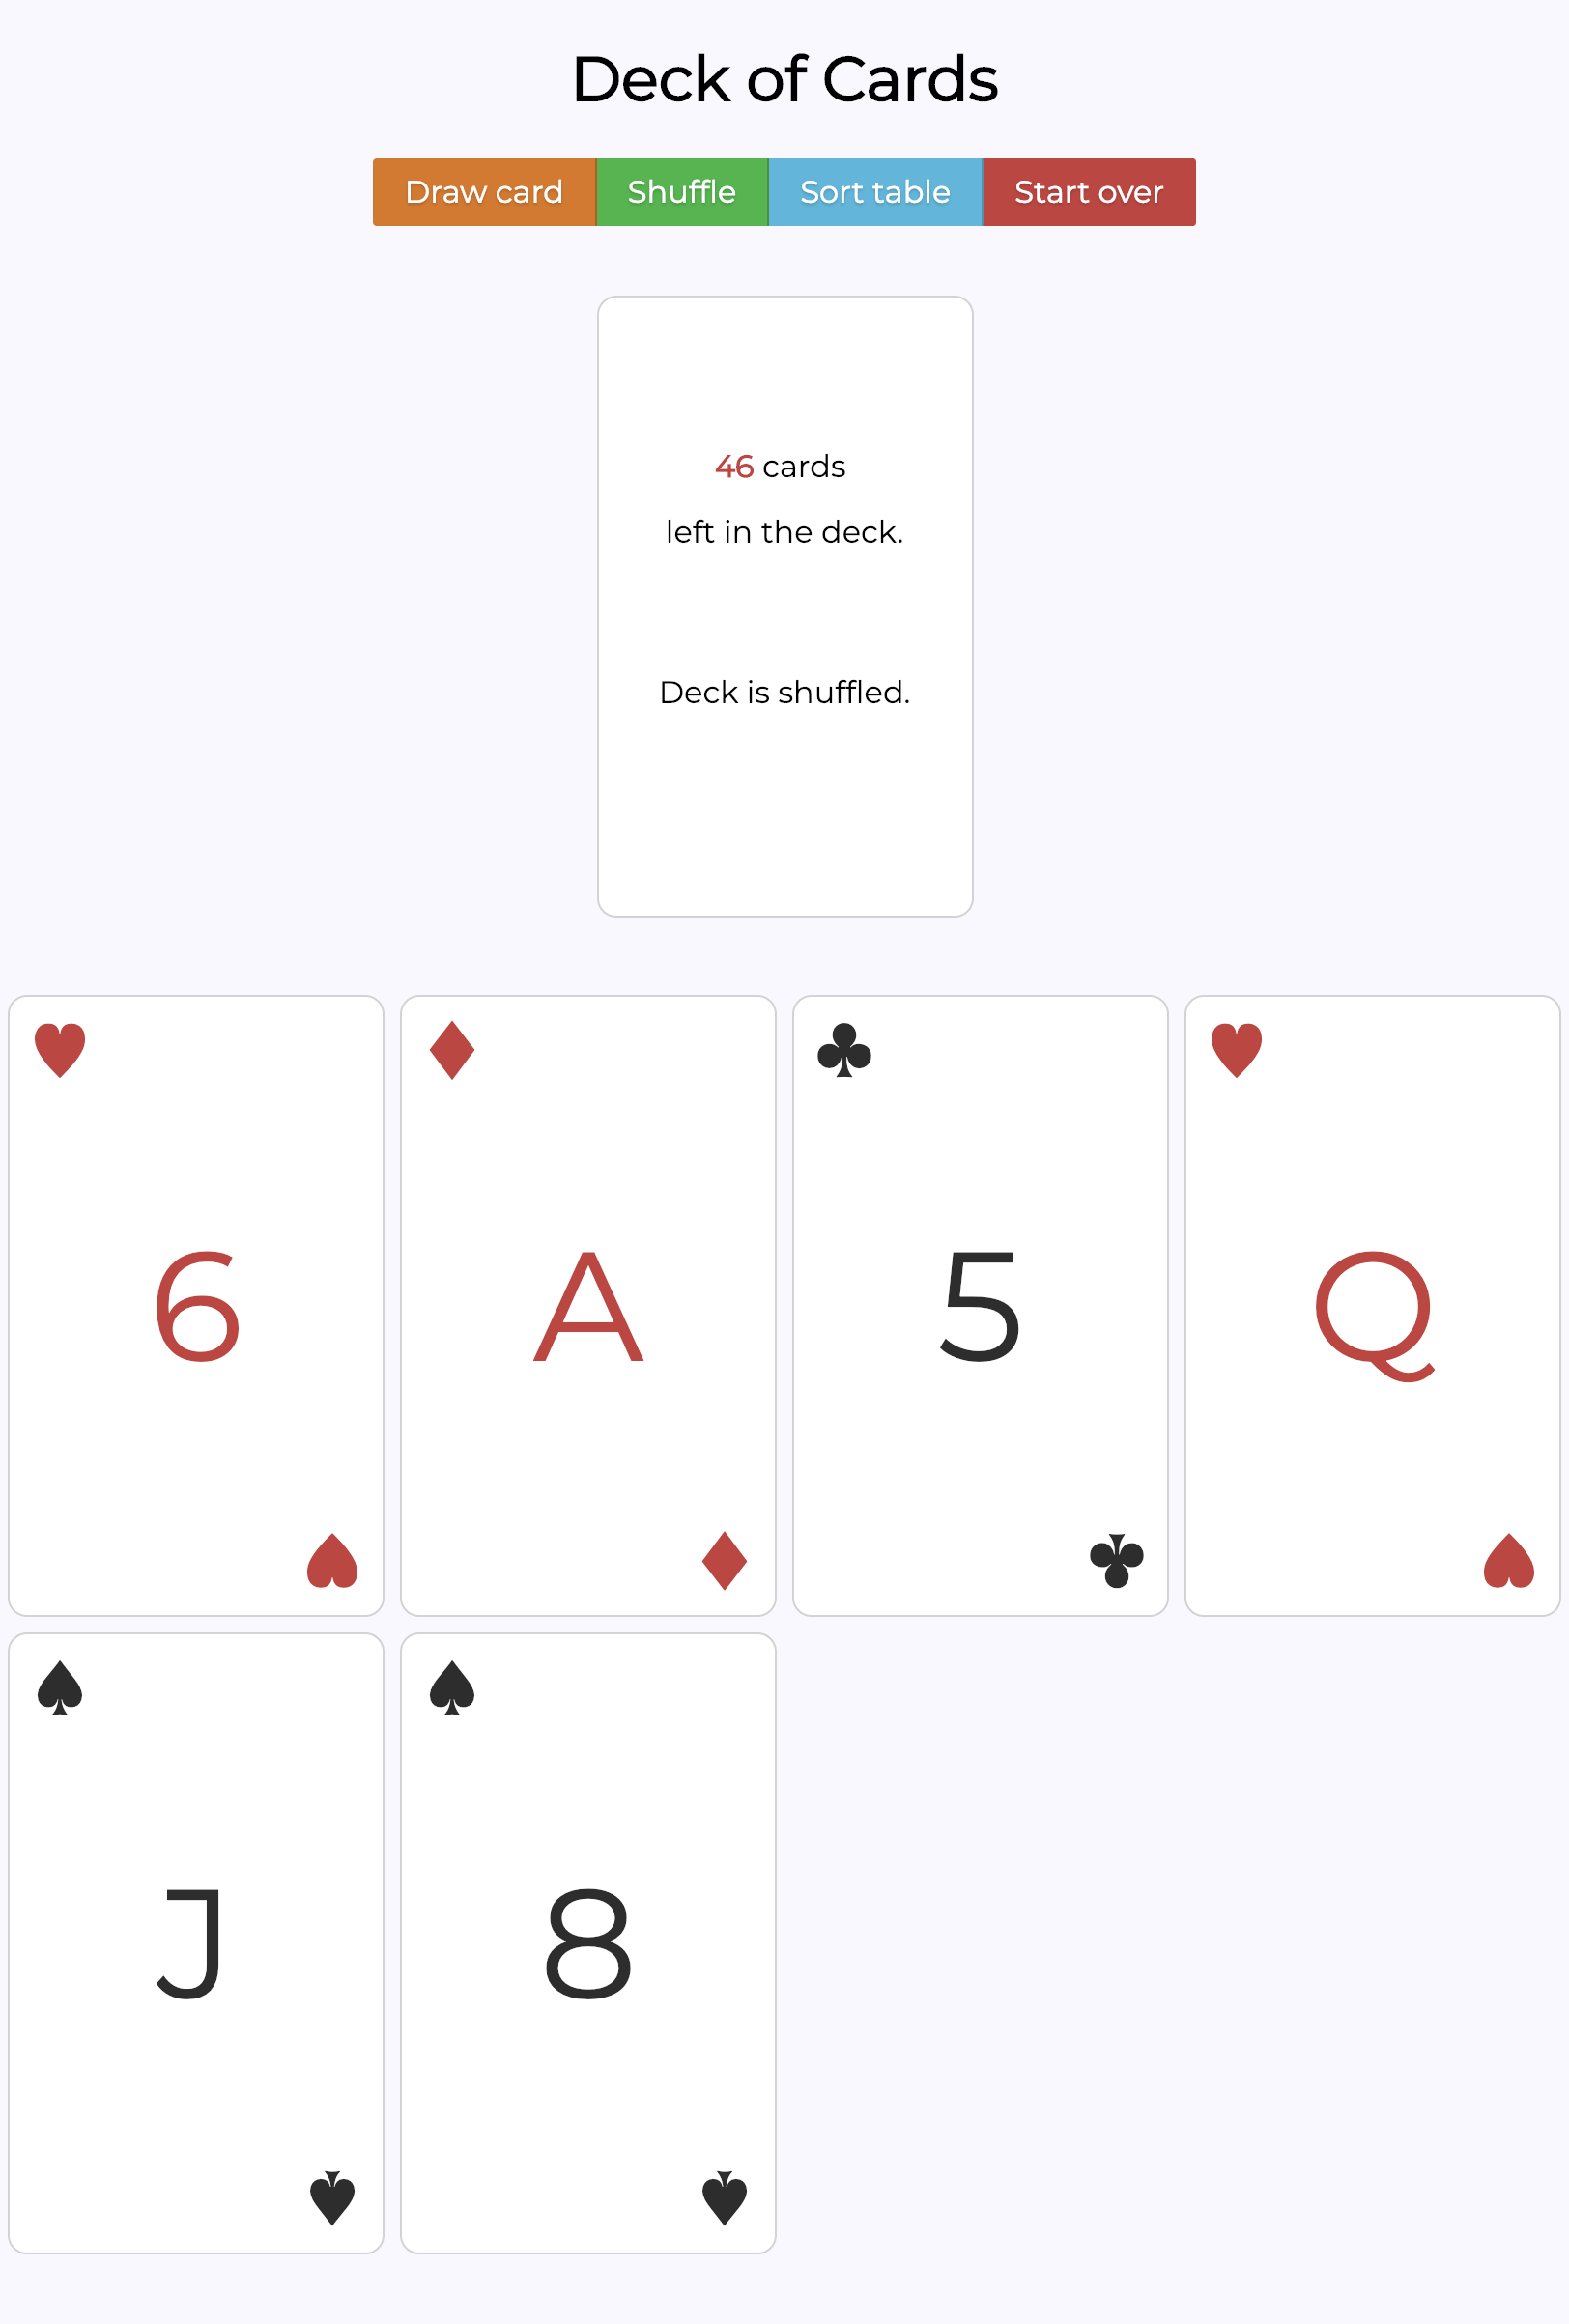 Deck of Cards
Draw card Shuffle Sort table Start over
46 cards
left in the deck.
Deck is shuffled.
6 A 5 Q
J 8